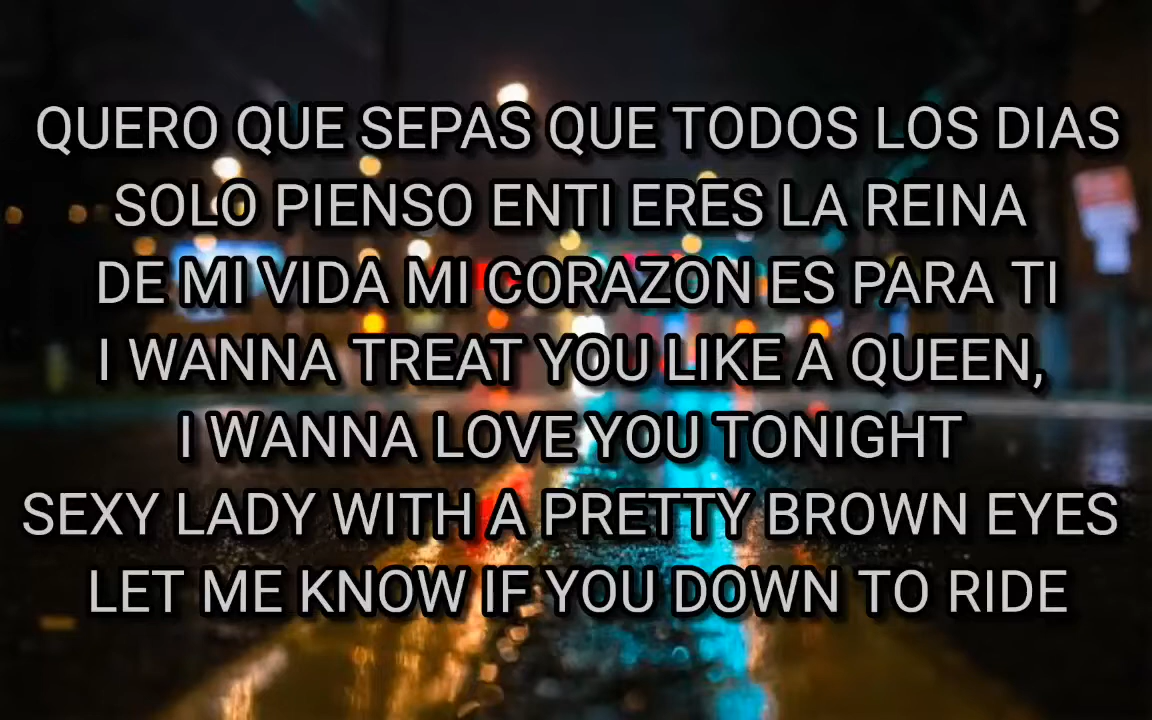 QUERO QUE SEPAS QUE TODOS LOS DIAS
SOLO PIENSO ENTI ERES LA REINA
DE MI VIDA MI CORAZON ES PARA TI
I WANNA TREAT YOU LIKE A QUEEN,
I WANNA LOVE YOU TONIGHT
SEXY LADY WITH A PRETTY BROWN EYES
LET ME KNOW IF YOU DOWN TO RIDE